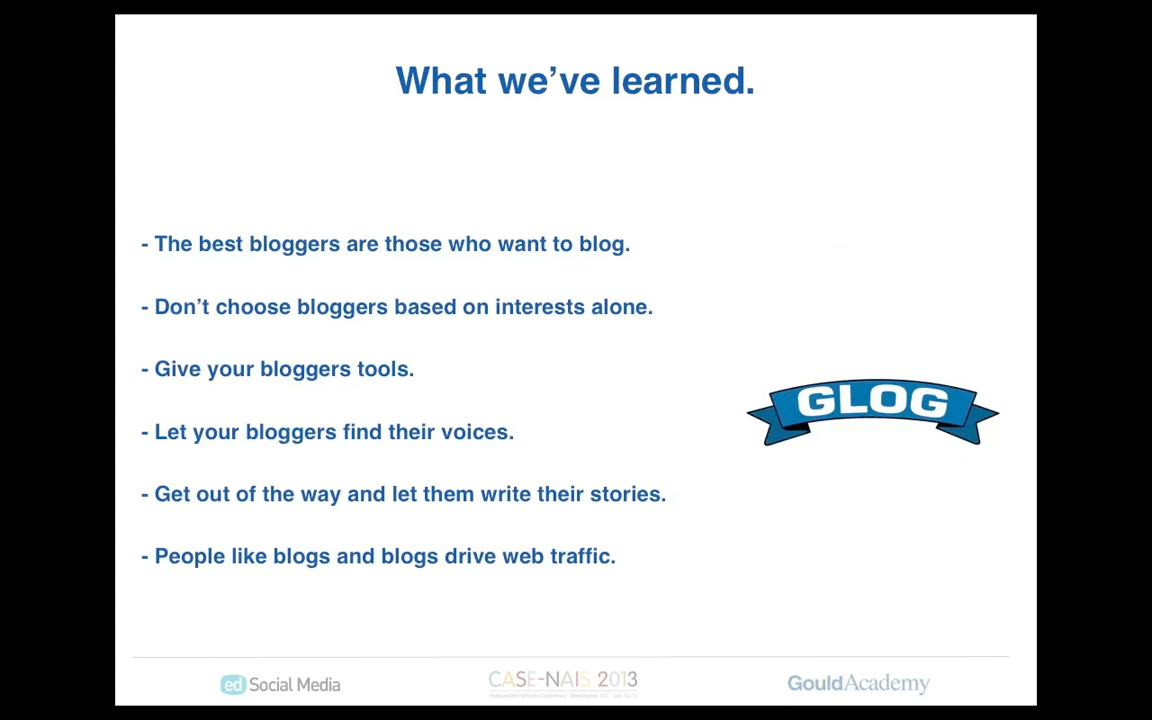 What we’ve learned.
- The best bloggers are those who want to blog.
- Don’t choose bloggers based on interests alone.
- Give your bloggers tools.
GLOG
- Let your bloggers find their voices.
- Get out of the way and let them write their stories.
- People like blogs and blogs drive web traffic.
ed Social Media
CASE-NAIS 2013
GouldAcademy